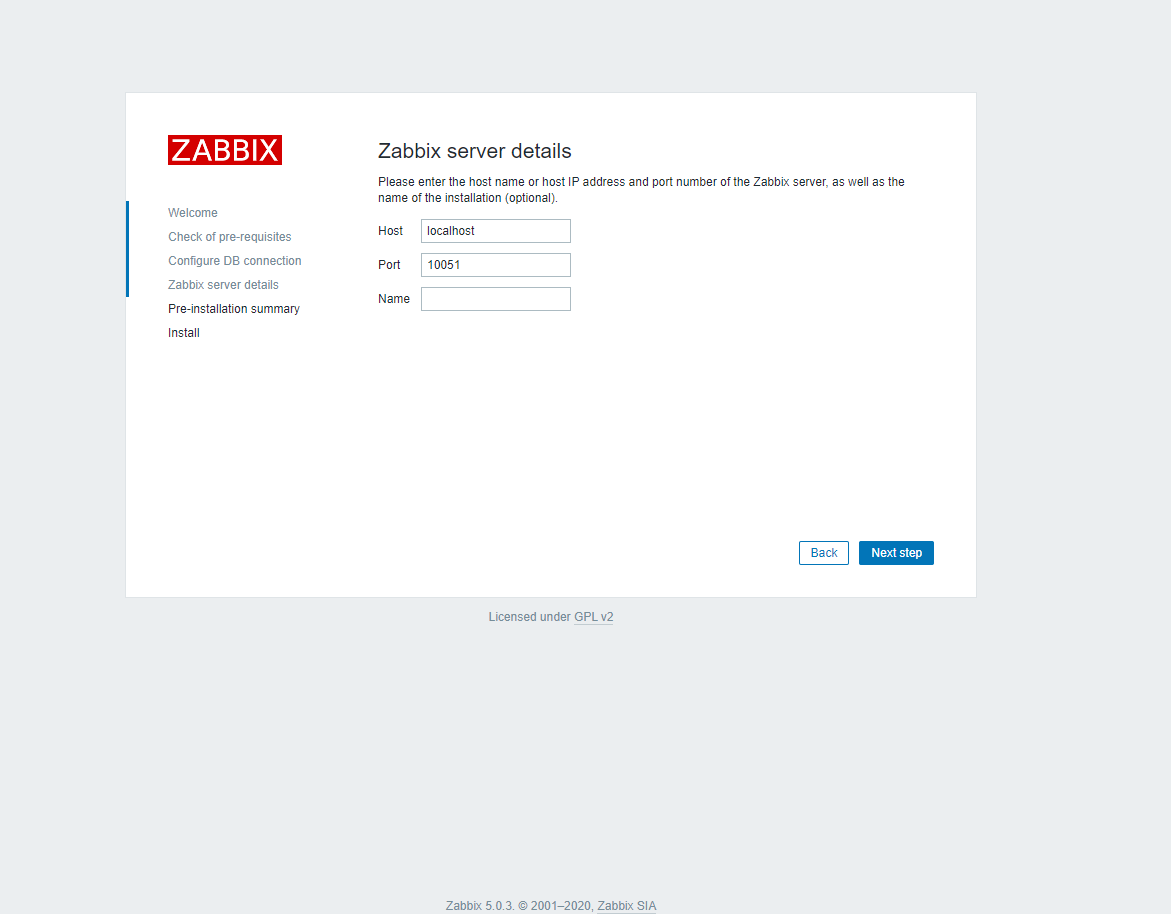 ZABBIX
Welcome
Check of pre-requisites
Configure DB connection
Zabbix server details
Pre-installation summary
Install
Zabbix server details
Please enter the host name or host IP address and port number of the Zabbix server, as well as the
name of the installation (optional).
Host localhost
Port 10051
Name
Back Next step
Licensed under GPL v2
Zabbix 5.0.3. © 2001–2020, Zabbix SIA